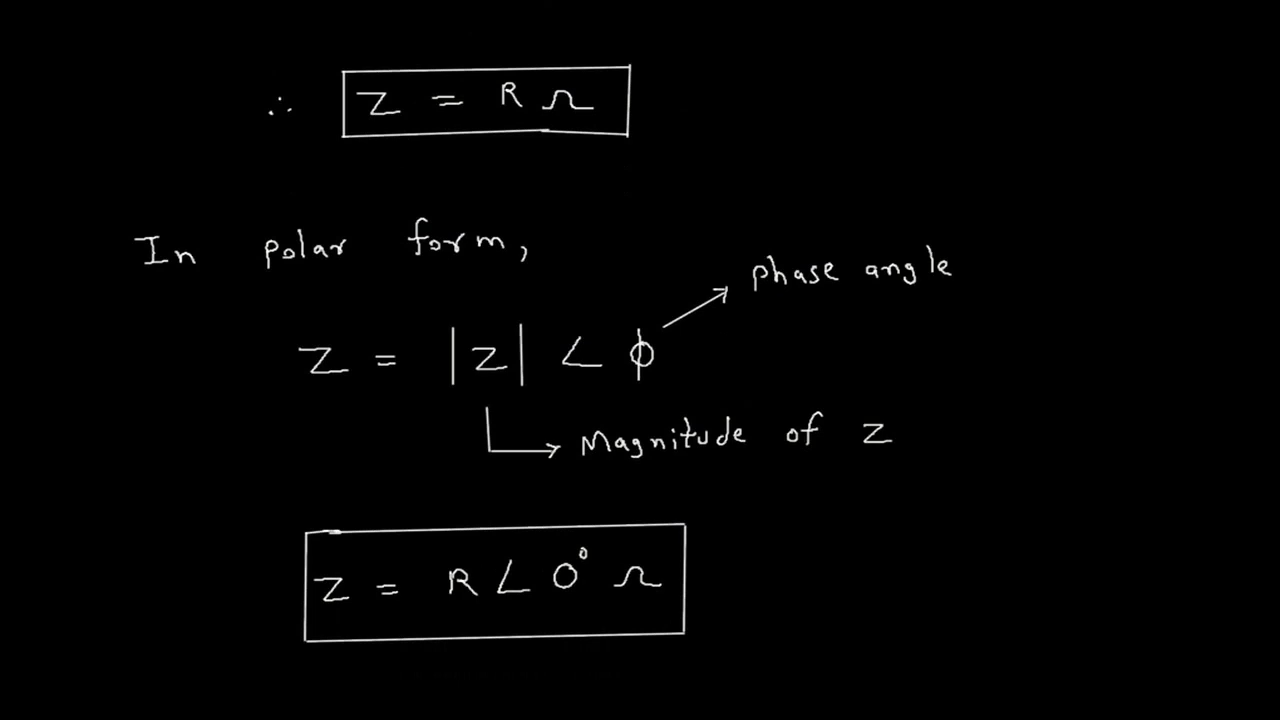 ∴ Z = R Ω
In polar form,
phase angle
Z = |Z| ∠ φ
Magnitude of Z
Z = R ∠ 0° Ω